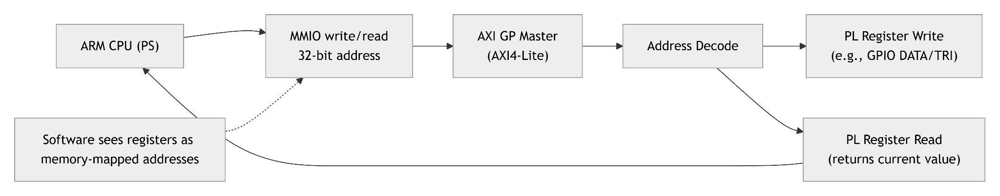 ARM CPU (PS)
MMIO write/read
32-bit address
AXI GP Master
(AXI4-Lite)
Address Decode
PL Register Write
(e.g., GPIO DATA/TRI)
Software sees registers as
memory-mapped addresses
PL Register Read
(returns current value)